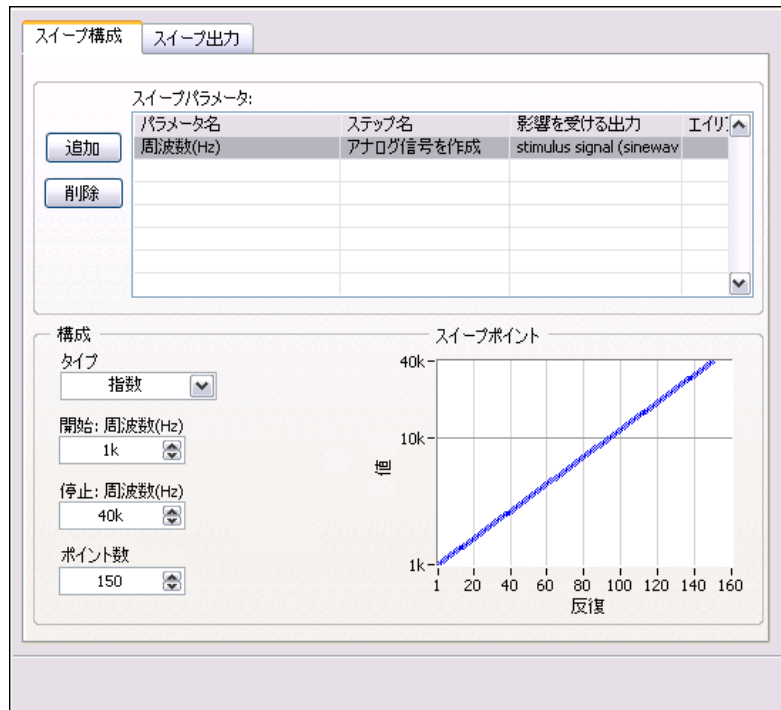 スイープ構成 スイープ出力
スイープパラメータ:
パラメータ名 ステップ名 影響を受ける出力
周波数(Hz) アナログ信号を作成 stimulus signal (sinewav
追加
削除
構成
タイプ
指数
開始: 周波数(Hz)
1k
停止: 周波数(Hz)
40k
ポイント数
150
スイープポイント
40k
10k
1k
値
1 20 40 60 80 100 120 140 160
反復